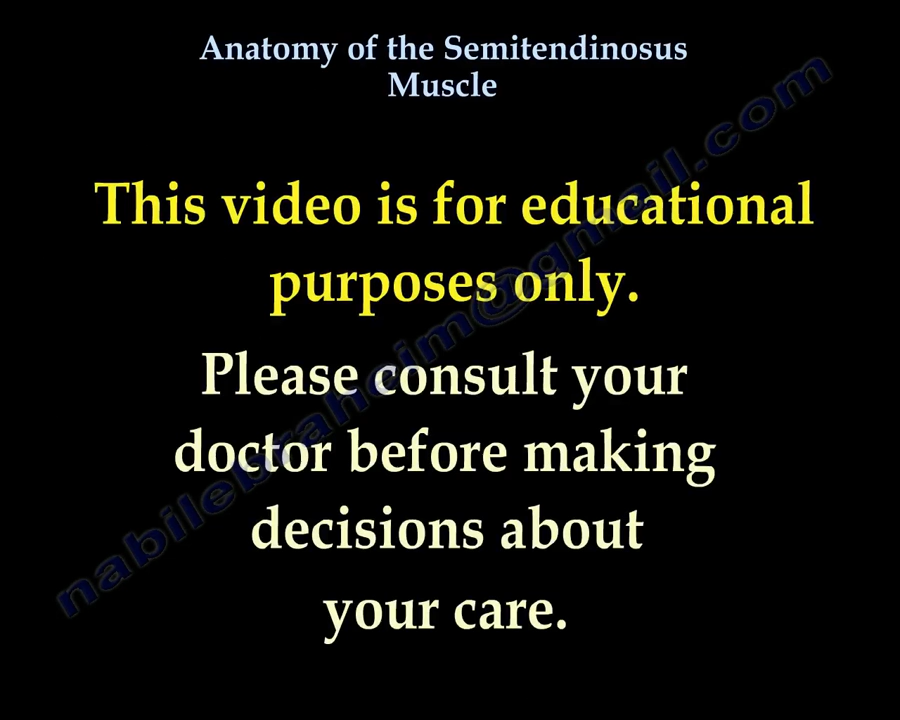 Anatomy of the Semitendinosus
Muscle
This video is for educational
purposes only.
Please consult your
doctor before making
decisions about
your care.
nabilebraheim@gmail.com